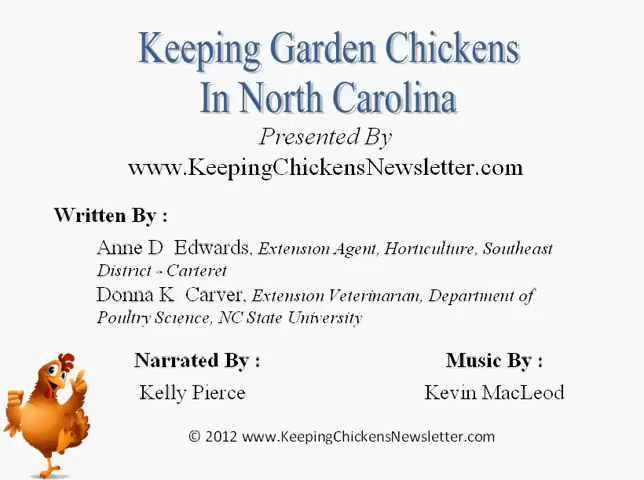 Keeping Garden Chickens
In North Carolina
Presented By
www.KeepingChickensNewsletter.com
Written By :
Anne D Edwards, Extension Agent, Horticulture, Southeast
District - Carteret
Donna K Carver, Extension Veterinarian, Department of
Poultry Science, NC State University
Narrated By :
Music By :
Kelly Pierce
Kevin MacLeod
© 2012 www.KeepingChickensNewsletter.com